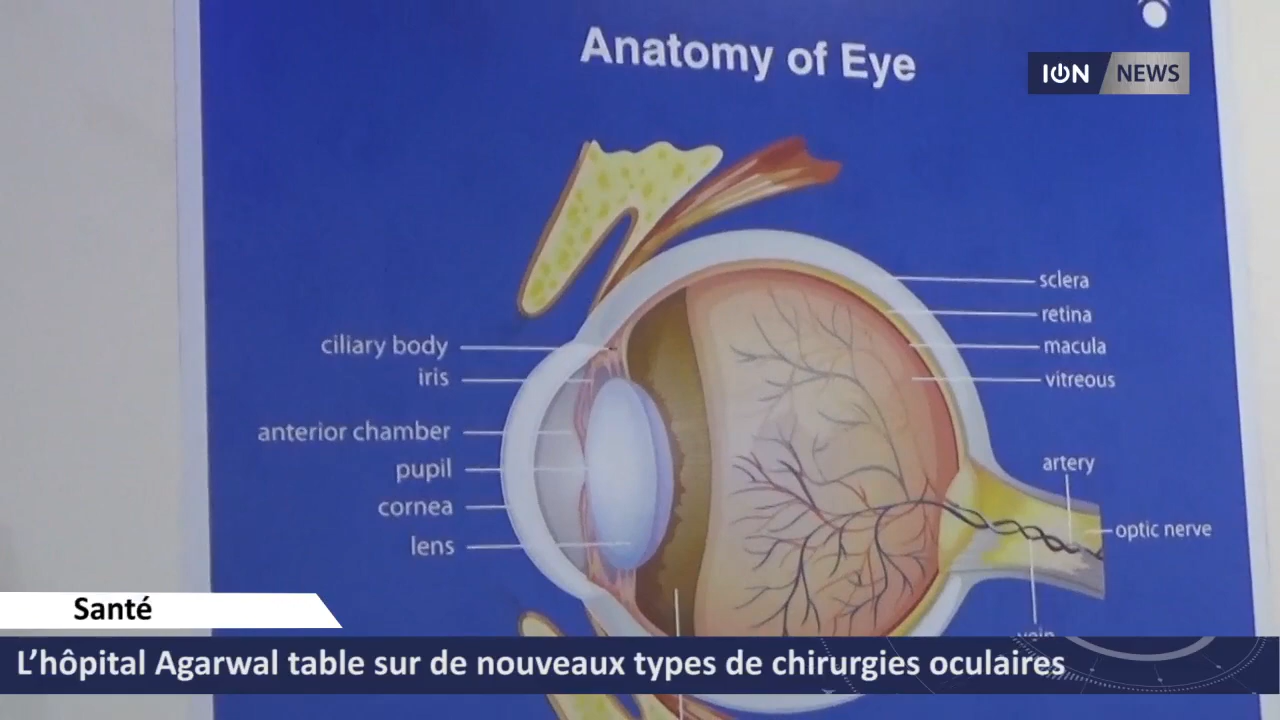 Anatomy of Eye
ION NEWS
sclera
retina
macula
vitreous
ciliary body
iris
anterior chamber
pupil
cornea
lens
artery
optic nerve
vein
Santé
L'hôpital Agarwal table sur de nouveaux types de chirurgies oculaires